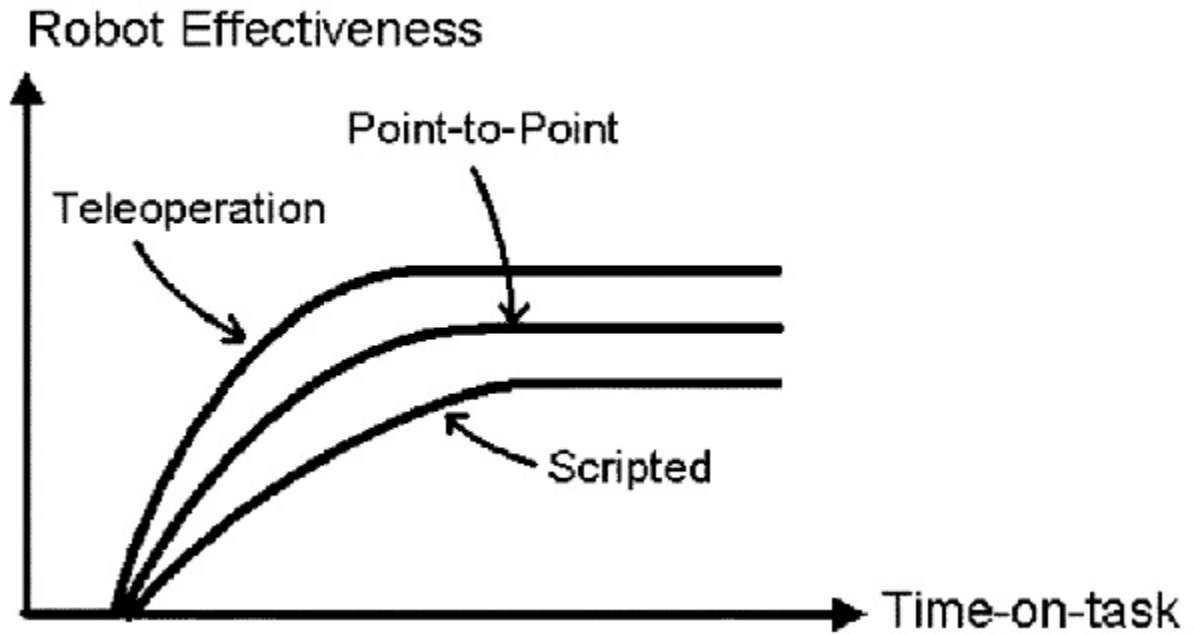 Robot Effectiveness
Point-to-Point
Teleoperation
Scripted
Time-on-task